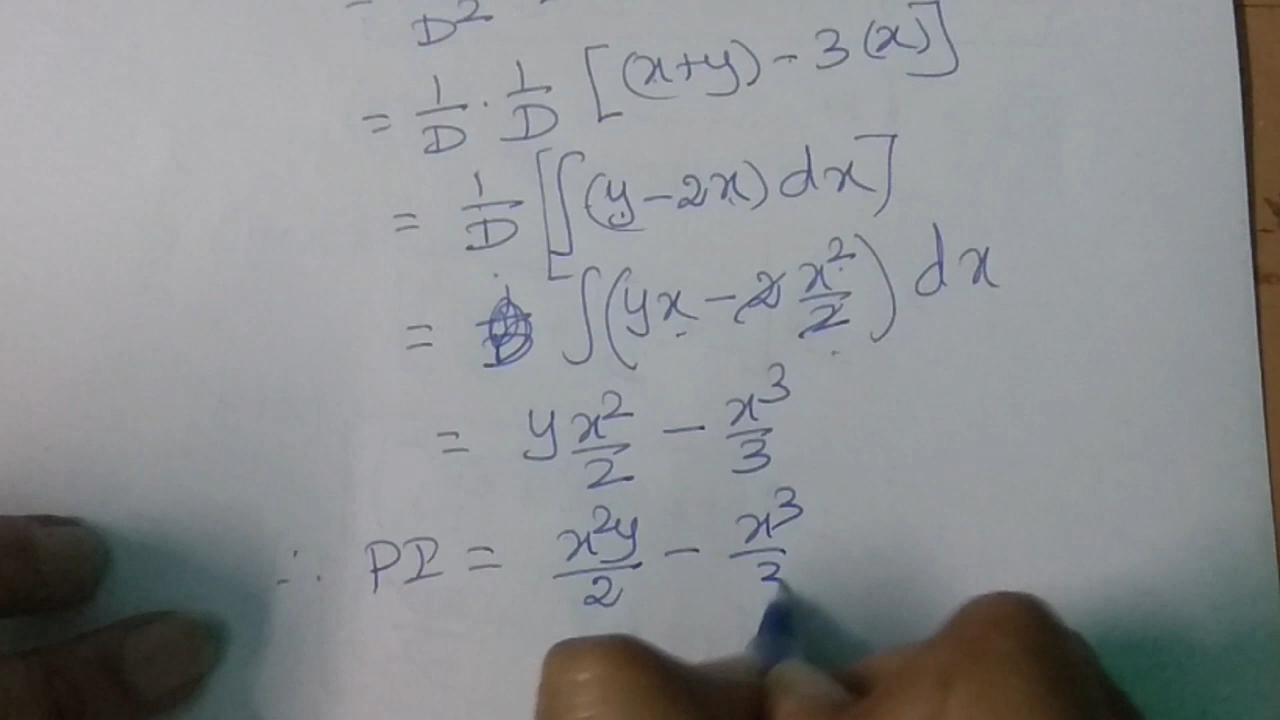 D²
= 1/D · 1/D [(x+y) - 3(x)]
= 1/D [∫(y - 2x) dx]
= ∫(yx - 2 x²/2) dx
= y x²/2 - x³/3
∴ PI = x²y/2 - x³/3